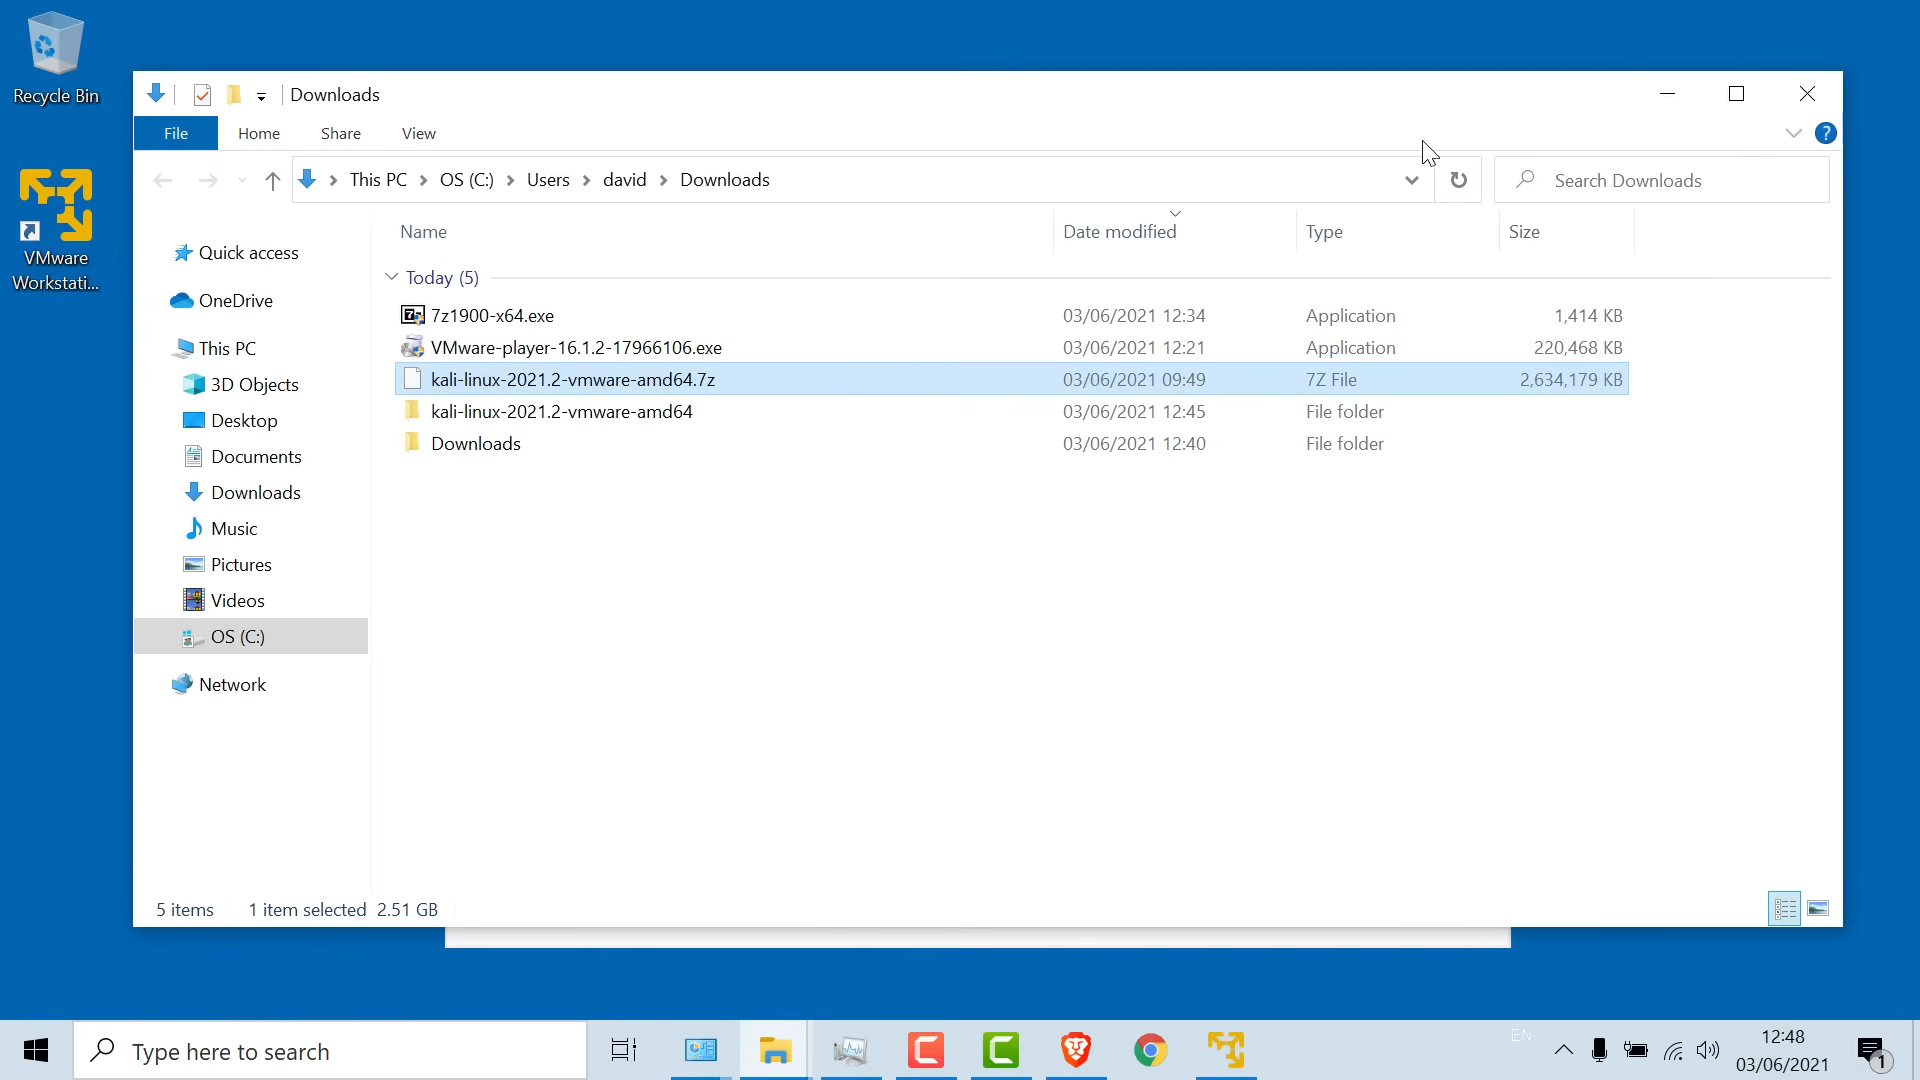 Recycle Bin
VMware
Workstati...
Downloads
File Home Share View
This PC OS (C:) Users david Downloads
Search Downloads
Name Date modified Type Size
Quick access
OneDrive
This PC
3D Objects
Desktop
Documents
Downloads
Music
Pictures
Videos
OS (C:)
Network
Today (5)
7z1900-x64.exe 03/06/2021 12:34 Application 1,414 KB
VMware-player-16.1.2-17966106.exe 03/06/2021 12:21 Application 220,468 KB
kali-linux-2021.2-vmware-amd64.7z 03/06/2021 09:49 7Z File 2,634,179 KB
kali-linux-2021.2-vmware-amd64 03/06/2021 12:45 File folder
Downloads 03/06/2021 12:40 File folder
5 items 1 item selected 2.51 GB
Type here to search
EN
12:48
03/06/2021
1